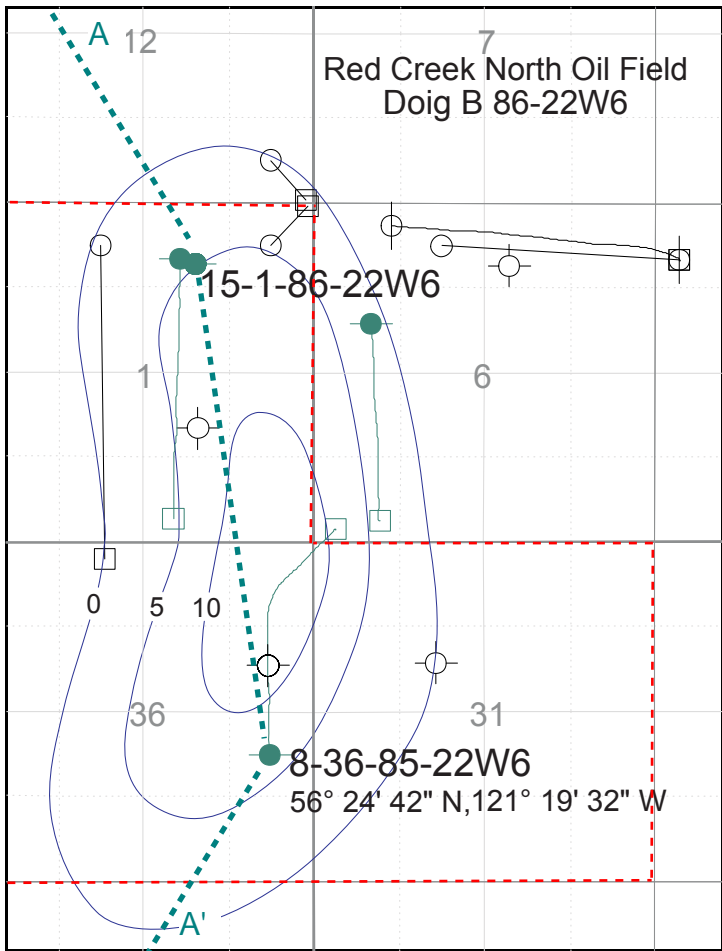 A
12
7
Red Creek North Oil Field
Doig B 86-22W6
15-1-86-22W6
1
6
0
5
10
36
31
8-36-85-22W6
56° 24' 42" N,121° 19' 32" W
A'